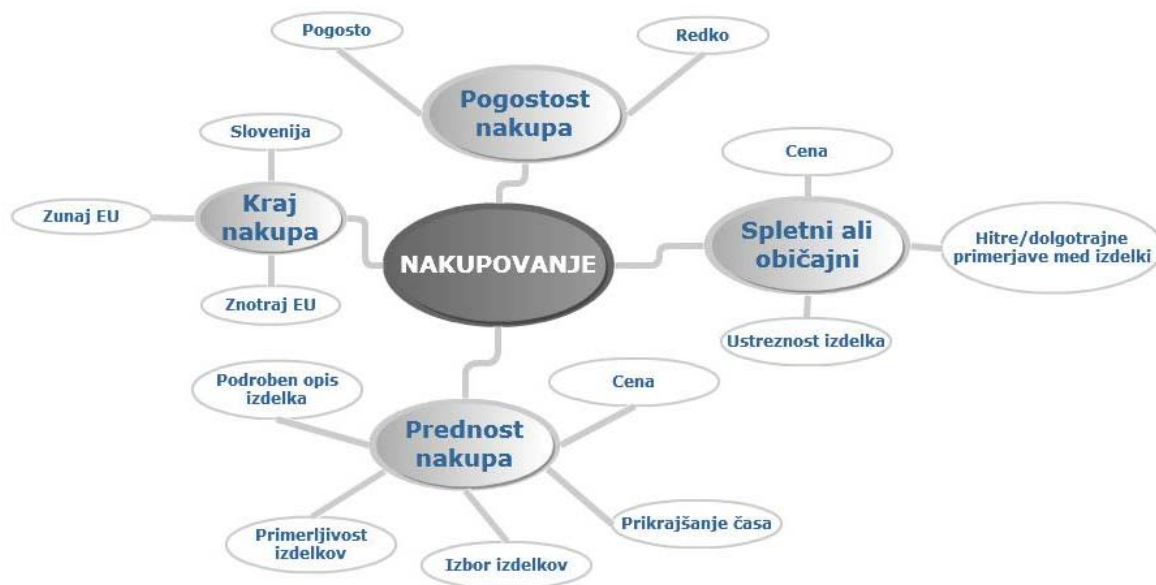 Pogosto
Redko
Pogostost
nakupa
Slovenija
Cena
Zunaj EU
Kraj
nakupa
Spletni ali
običajni
Hitre/dolgotrajne
primerjave med izdelki
NAKUPOVANJE
Znotraj EU
Ustreznost izdelka
Podroben opis
izdelka
Cena
Prednost
nakupa
Primerljivost
izdelkov
Izbor izdelkov
Prikrajšanje časa